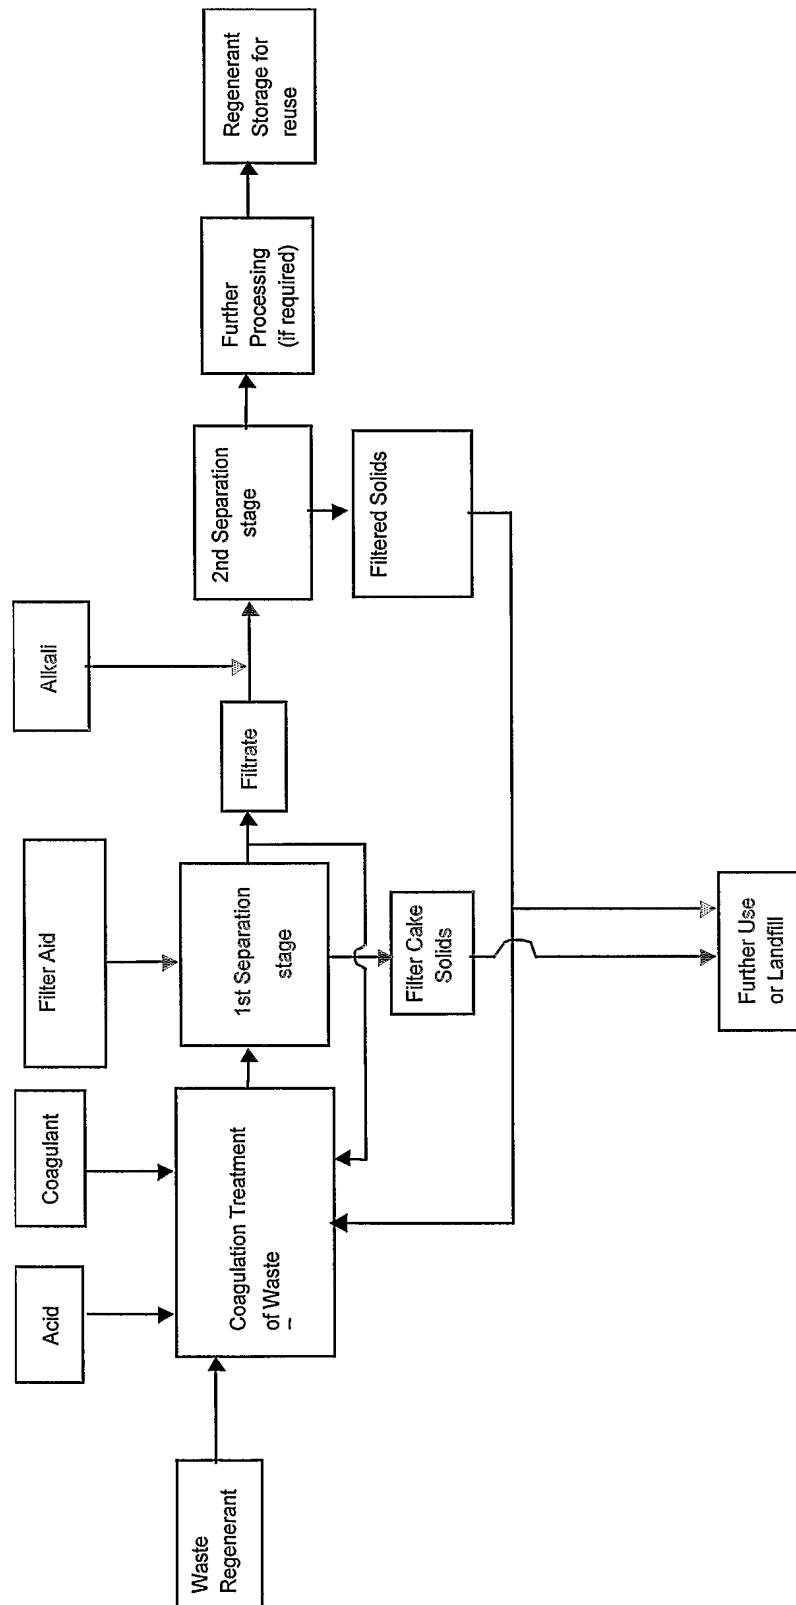 Waste
Regenerant
Acid
Coagulant
Coagulation Treatment
of Waste
Filter Aid
1st Separation
stage
Filter Cake
Solids
Filtrate
Alkali
2nd Separation
stage
Filtered Solids
Further
Processing
(if required)
Regenerant
Storage for
reuse
Further Use
or Landfill